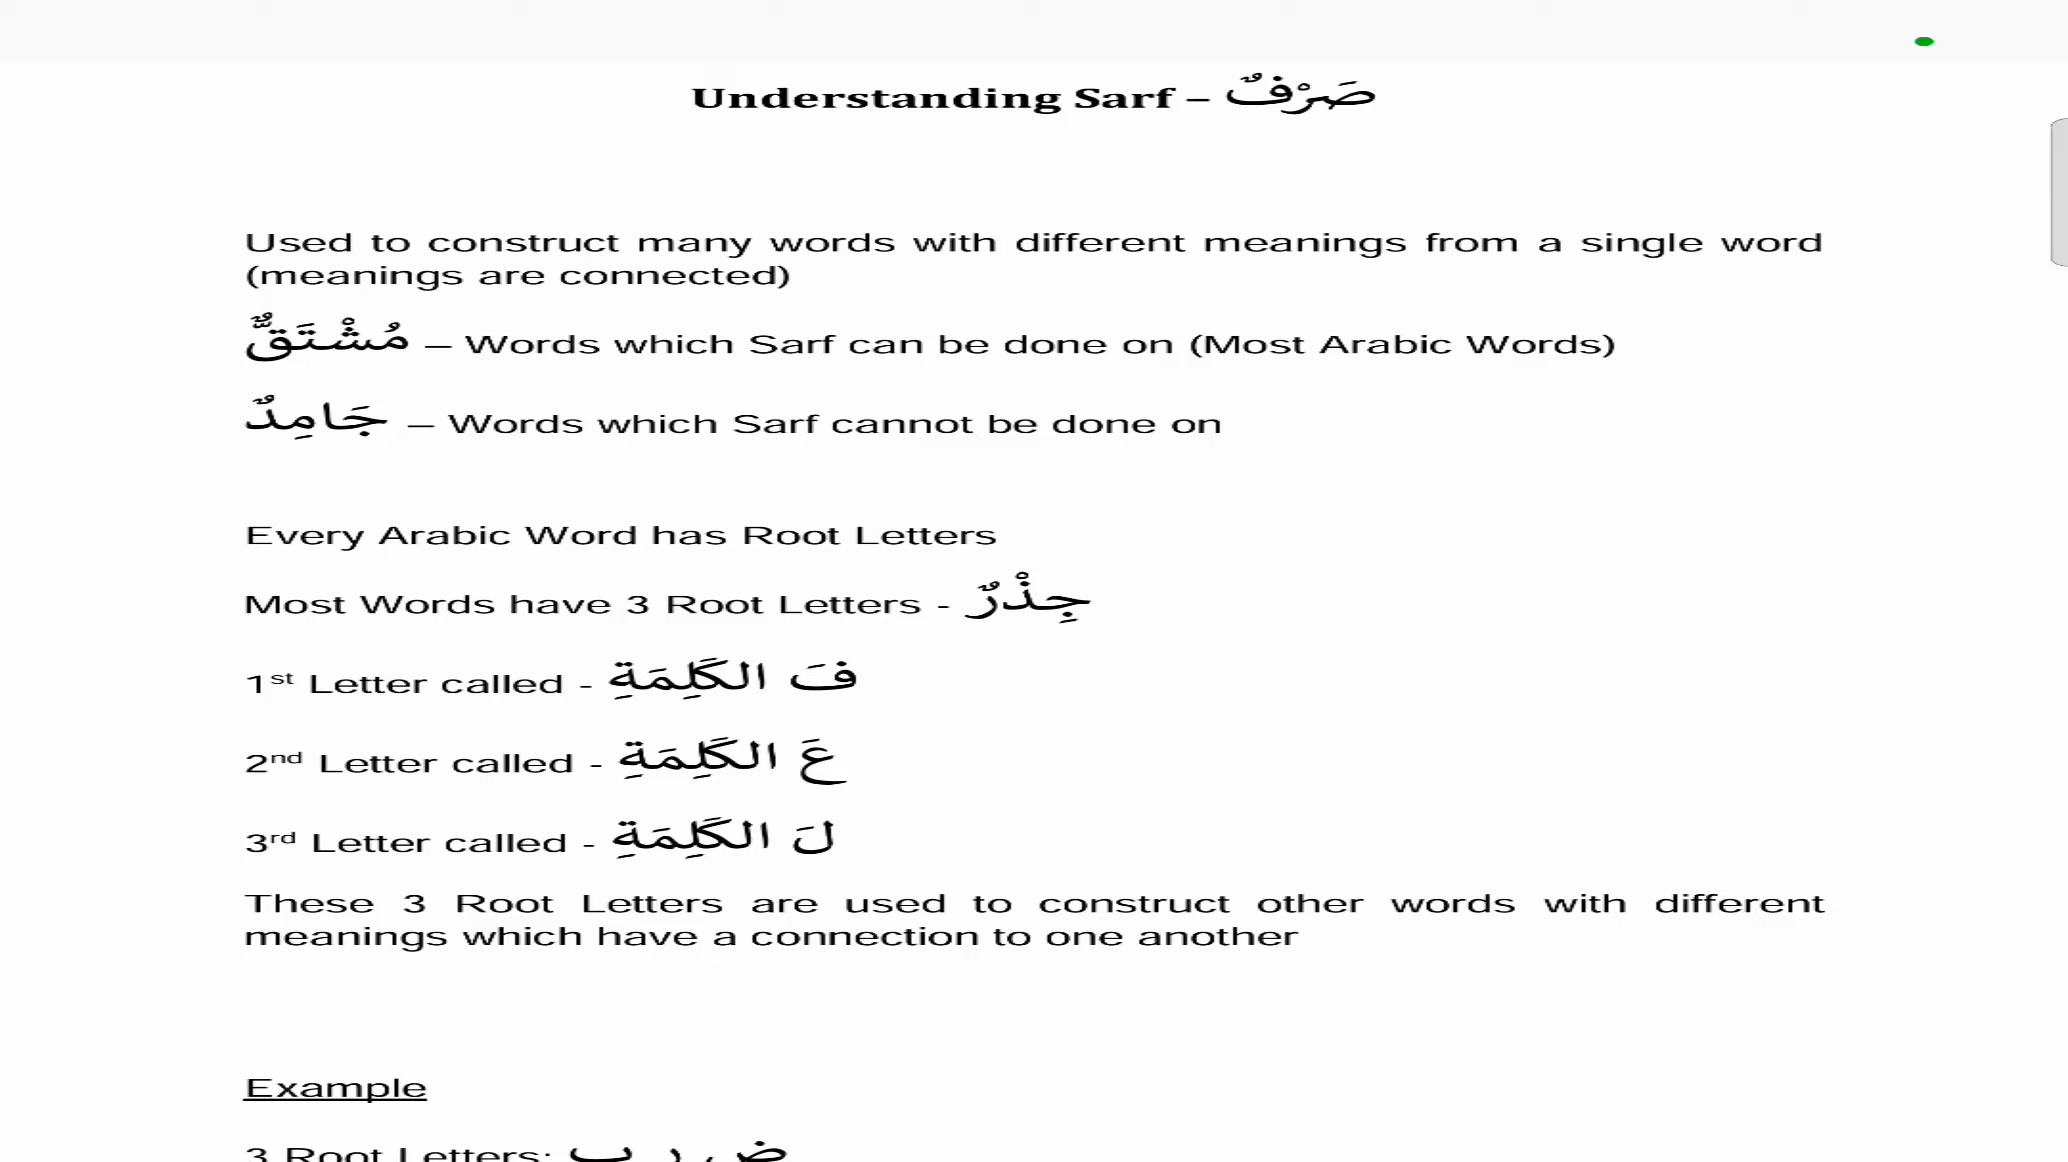 Understanding Sarf – صَرْفٌ
Used to construct many words with different meanings from a single word
(meanings are connected)
مُشْتَقٌّ – Words which Sarf can be done on (Most Arabic Words)
جَامِدٌ – Words which Sarf cannot be done on
Every Arabic Word has Root Letters
Most Words have 3 Root Letters - جِذْرٌ
1st Letter called - فَ الكَلِمَةِ
2nd Letter called - عَ الكَلِمَةِ
3rd Letter called - لَ الكَلِمَةِ
These 3 Root Letters are used to construct other words with different
meanings which have a connection to one another
Example
3 Root Letters: ض ر ب